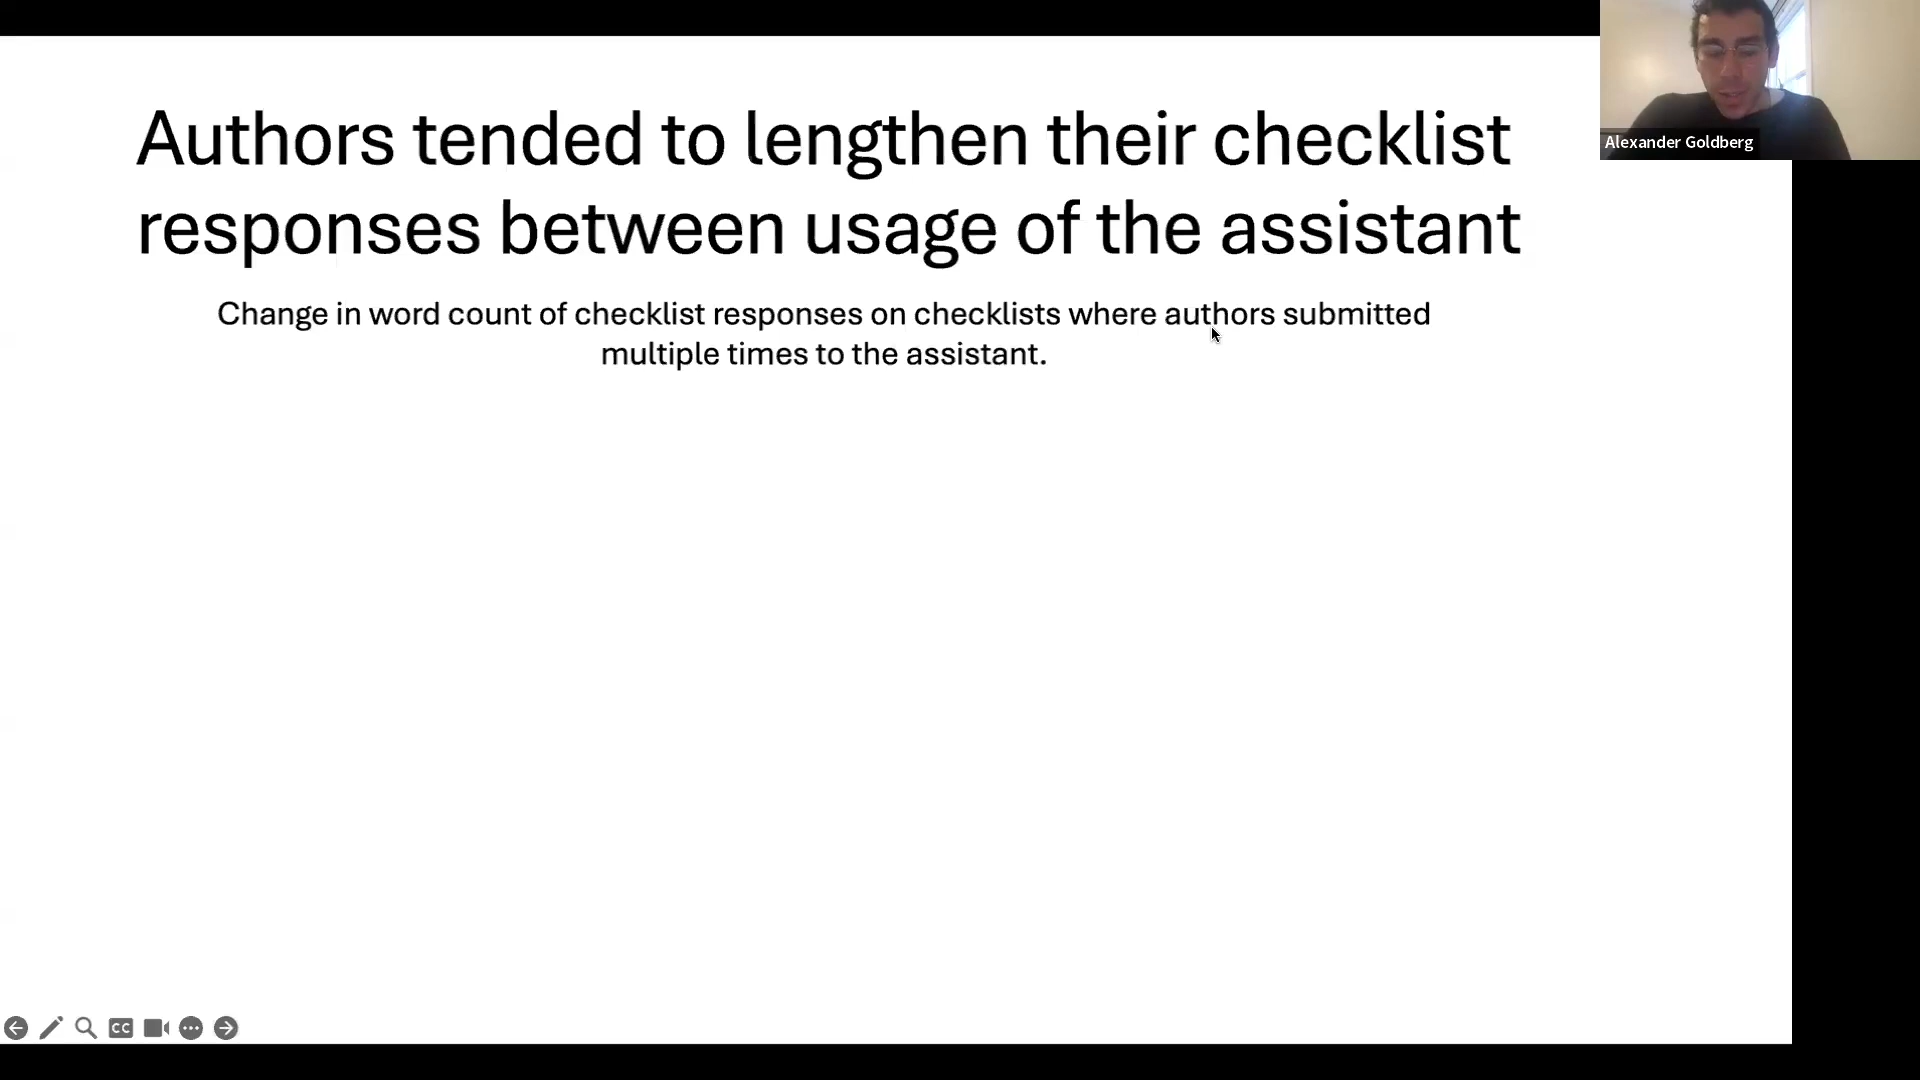 Authors tended to lengthen their checklist
responses between usage of the assistant
Change in word count of checklist responses on checklists where authors submitted
multiple times to the assistant.
Alexander Goldberg
CC